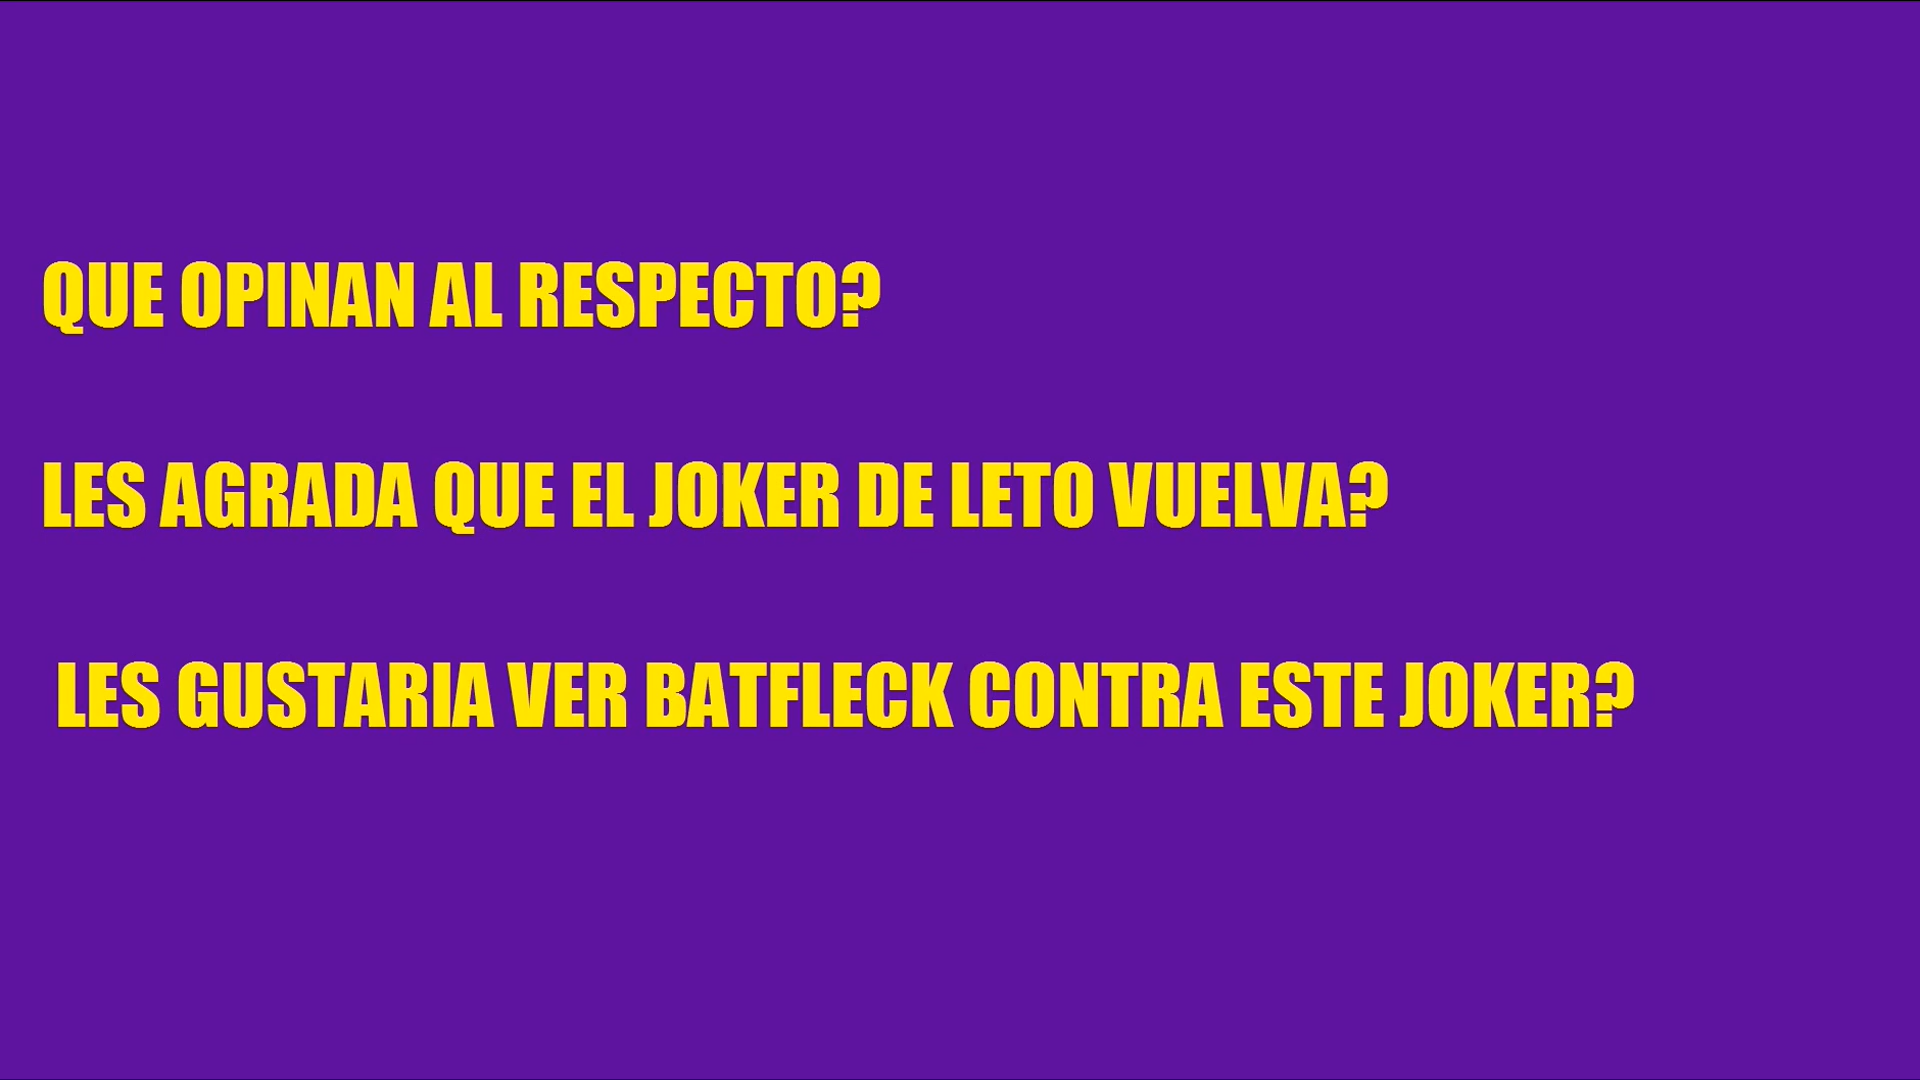 QUE OPINAN AL RESPECTO?
LES AGRADA QUE EL JOKER DE LETO VUELVA?
LES GUSTARIA VER BATFLECK CONTRA ESTE JOKER?